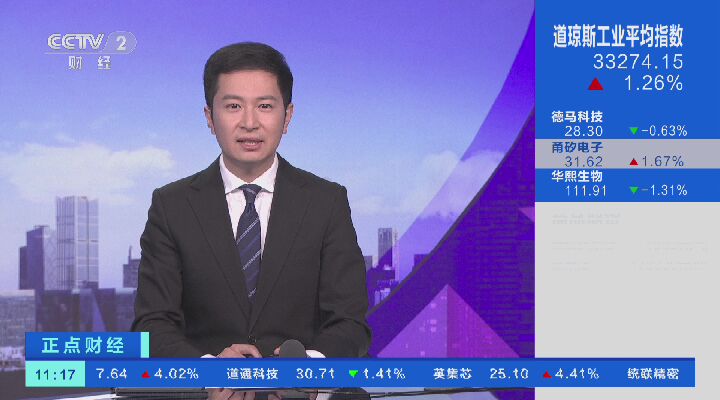 CCTV 2
财经
道琼斯工业平均指数
33274.15
▲ 1.26%
德马科技
28.30 ▼-0.63%
甬矽电子
31.62 ▲1.67%
华熙生物
111.91 ▼-1.31%
正点财经
11:17 7.64 ▲ 4.02% 道通科技 30.71 ▼ 1.41% 英集芯 25.10 ▲ 4.41% 统联精密